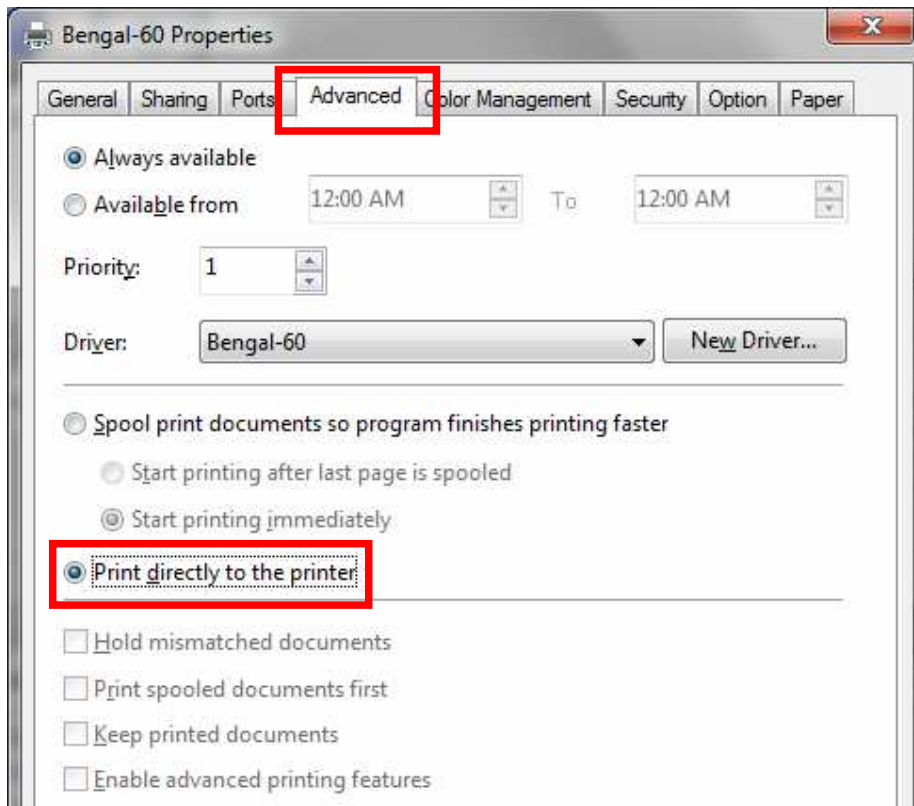 Bengal-60 Properties
General Sharing Ports Advanced Color Management Security Option Paper
Always available
Available from 12:00 AM To 12:00 AM
Priority: 1
Driver: Bengal-60 New Driver...
Spool print documents so program finishes printing faster
Start printing after last page is spooled
Start printing immediately
Print directly to the printer
Hold mismatched documents
Print spooled documents first
Keep printed documents
Enable advanced printing features